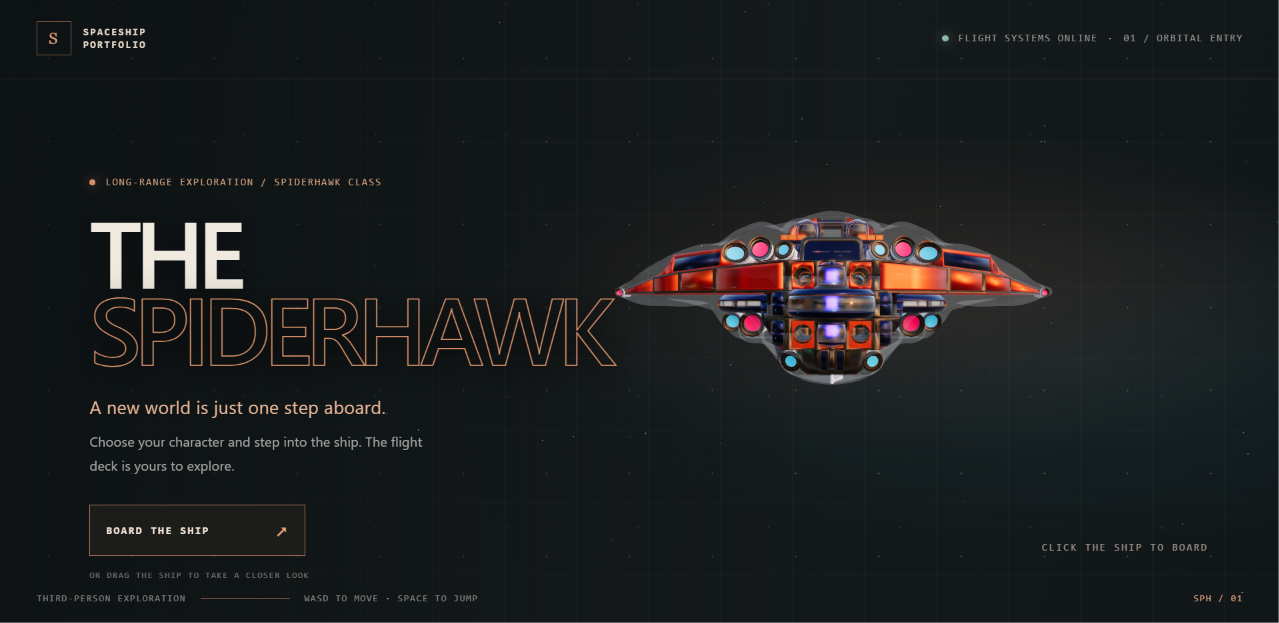 S
SPACESHIP
PORTFOLIO
FLIGHT SYSTEMS ONLINE · 01 / ORBITAL ENTRY
LONG-RANGE EXPLORATION / SPIDERHAWK CLASS
THE
SPIDERHAWK
A new world is just one step aboard.
Choose your character and step into the ship. The flight
deck is yours to explore.
BOARD THE SHIP ↗
CLICK THE SHIP TO BOARD
OR DRAG THE SHIP TO TAKE A CLOSER LOOK
THIRD-PERSON EXPLORATION
WASD TO MOVE · SPACE TO JUMP
SPH / 01